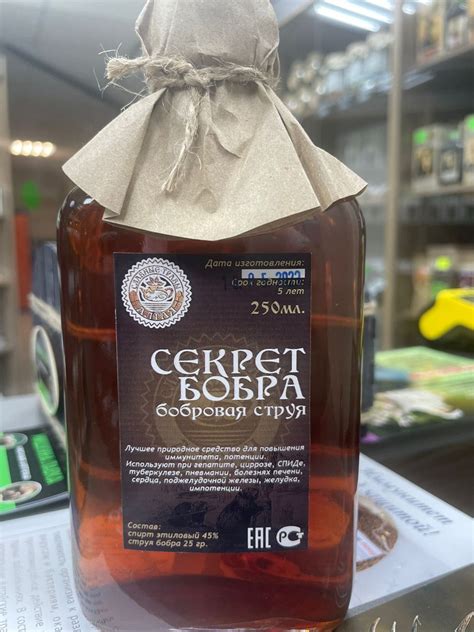 Дата изготовления:
Срок годности:
5 лет
250мл.
СЕКРЕТ
БОБРА
бобровая струя
Лучшее природное средство для повышения
иммунитета, потенции.
Используют при гепатите, циррозе, СПИДе,
туберкулезе, пневмании, болезнях печени,
сердца, поджелудочной железы, желудка,
импотенции.
Состав:
спирт этиловый 45%
струя бобра 25 гр.
ЕАС